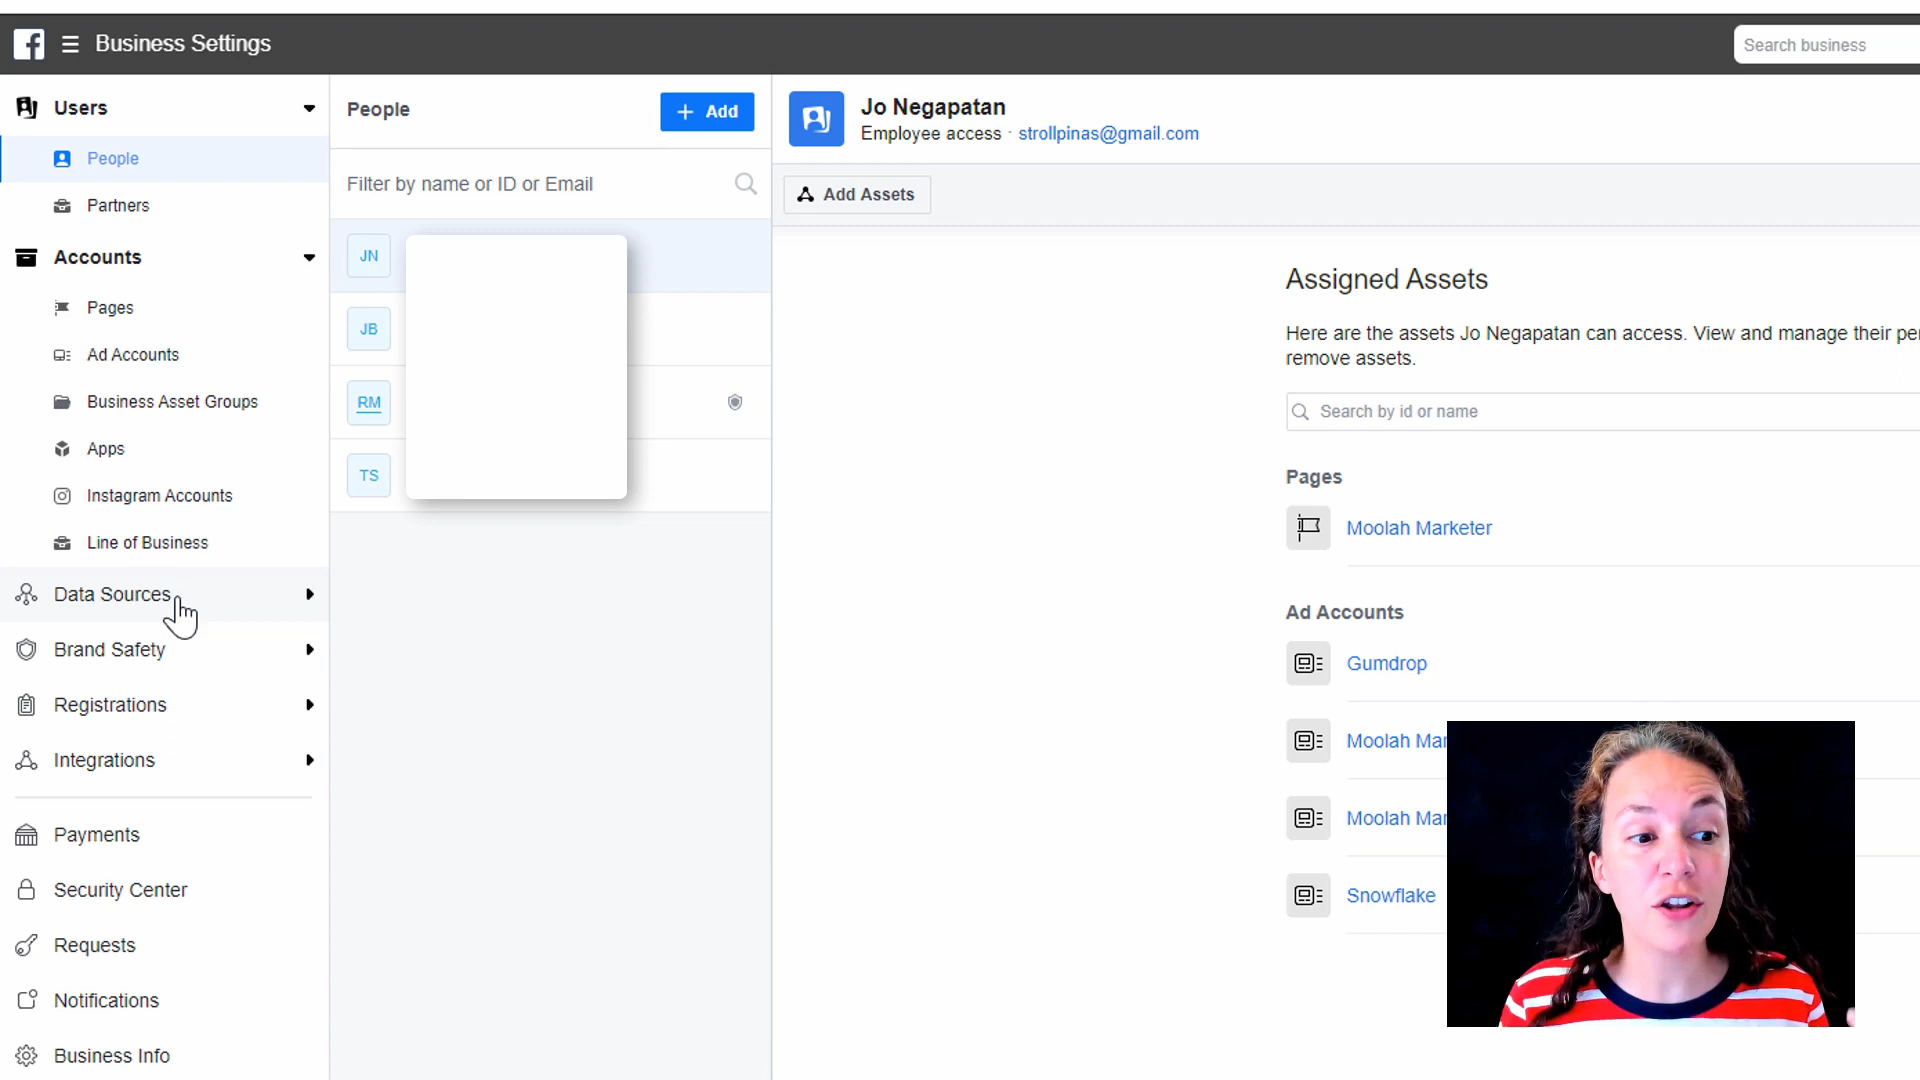 Business Settings
Search business
Users
People
Partners
Accounts
Pages
Ad Accounts
Business Asset Groups
Apps
Instagram Accounts
Line of Business
Data Sources
Brand Safety
Registrations
Integrations
Payments
Security Center
Requests
Notifications
Business Info
People
+ Add
Filter by name or ID or Email
JN
JB
RM
TS
Jo Negapatan
Employee access · strollpinas@gmail.com
Add Assets
Assigned Assets
Here are the assets Jo Negapatan can access. View and manage their per
remove assets.
Search by id or name
Pages
Moolah Marketer
Ad Accounts
Gumdrop
Moolah Mar
Moolah Mar
Snowflake